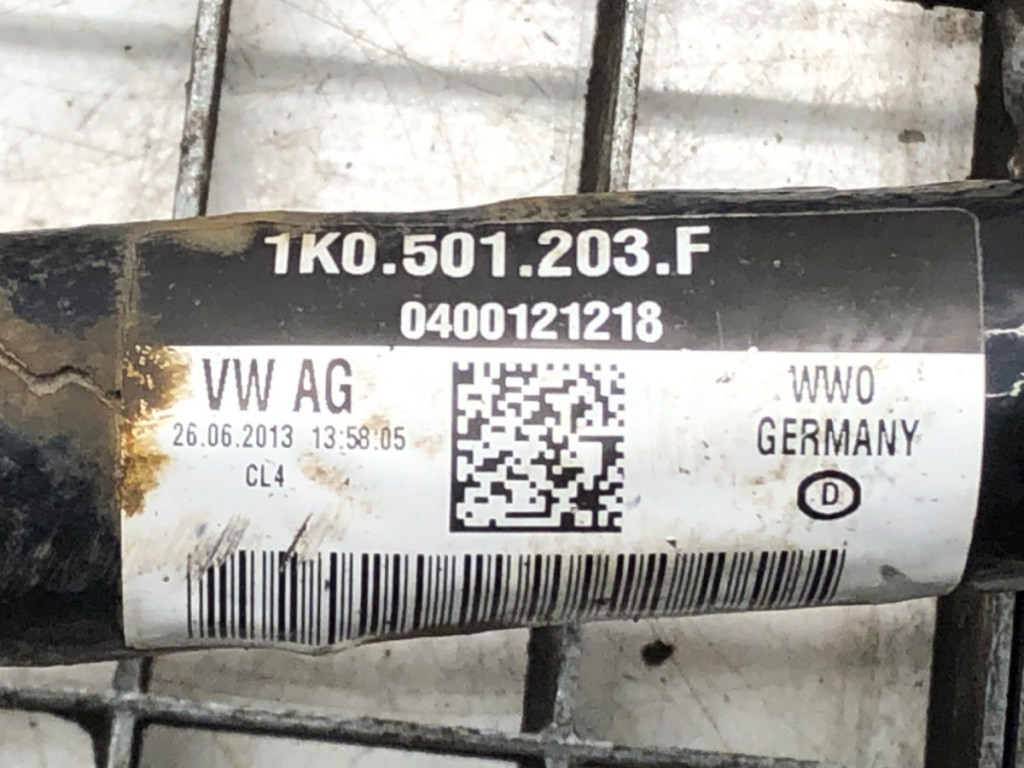 1K0.501.203.F
0400121218
VW AG
26.06.2013 13:58:05
CL4
WWO
GERMANY
D